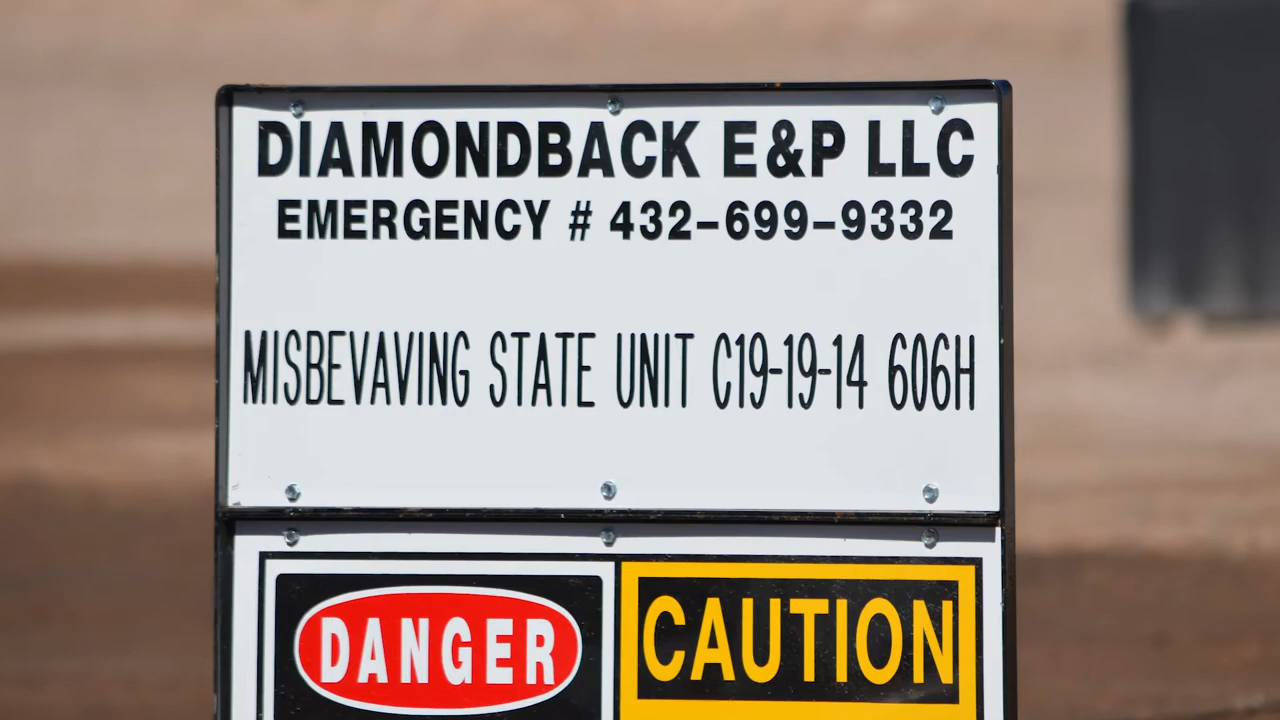 DIAMONDBACK E&P LLC
EMERGENCY # 432-699-9332
MISBEVAVING STATE UNIT C19-19-14 606H
DANGER
CAUTION